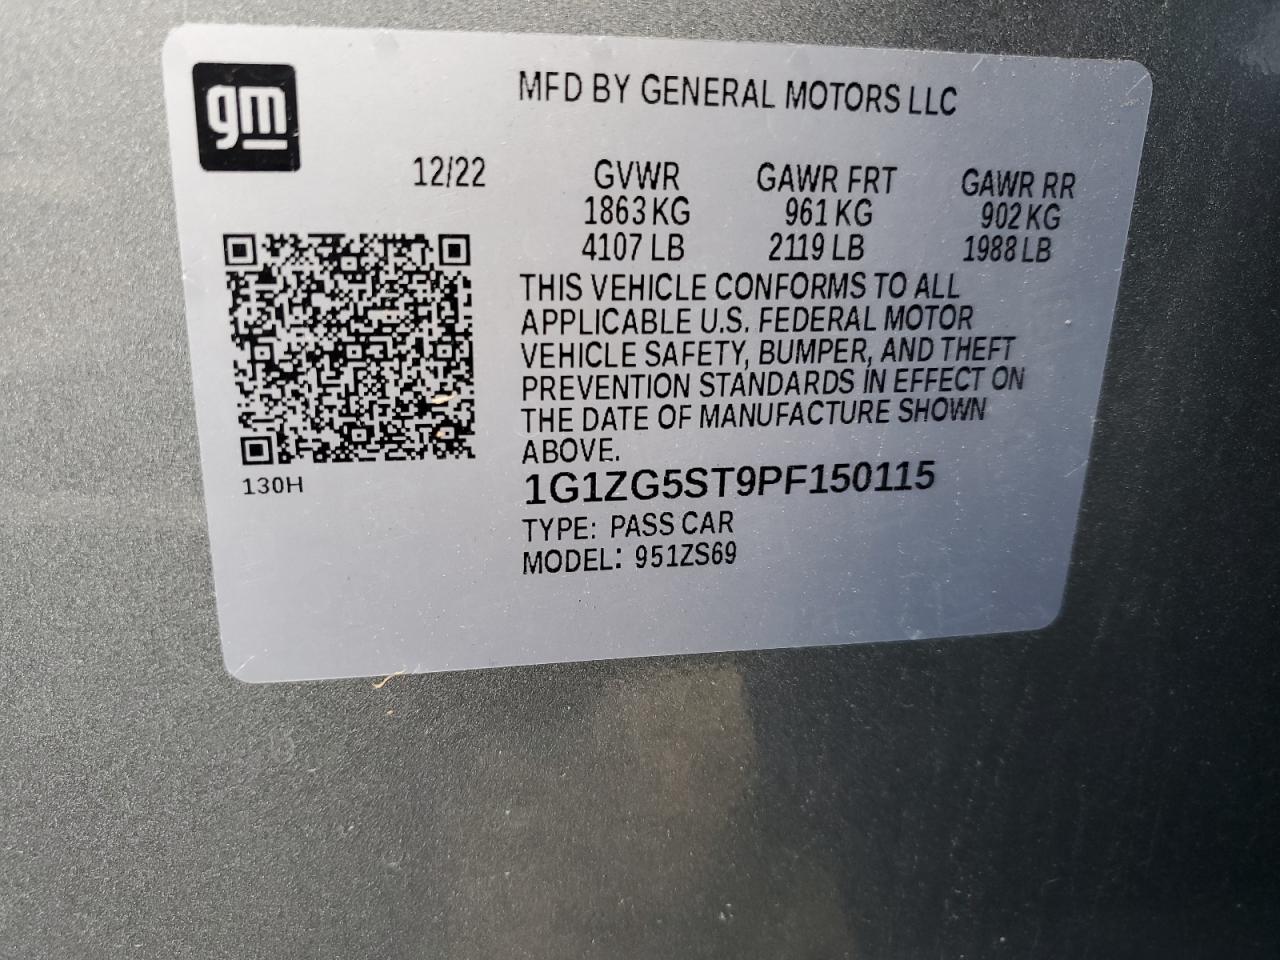 gm
MFD BY GENERAL MOTORS LLC
12/22 GVWR GAWR FRT GAWR RR
1863 KG 961 KG 902 KG
4107 LB 2119 LB 1988 LB
THIS VEHICLE CONFORMS TO ALL
APPLICABLE U.S. FEDERAL MOTOR
VEHICLE SAFETY, BUMPER, AND THEFT
PREVENTION STANDARDS IN EFFECT ON
THE DATE OF MANUFACTURE SHOWN
ABOVE.
130H
1G1ZG5ST9PF150115
TYPE: PASS CAR
MODEL: 951ZS69